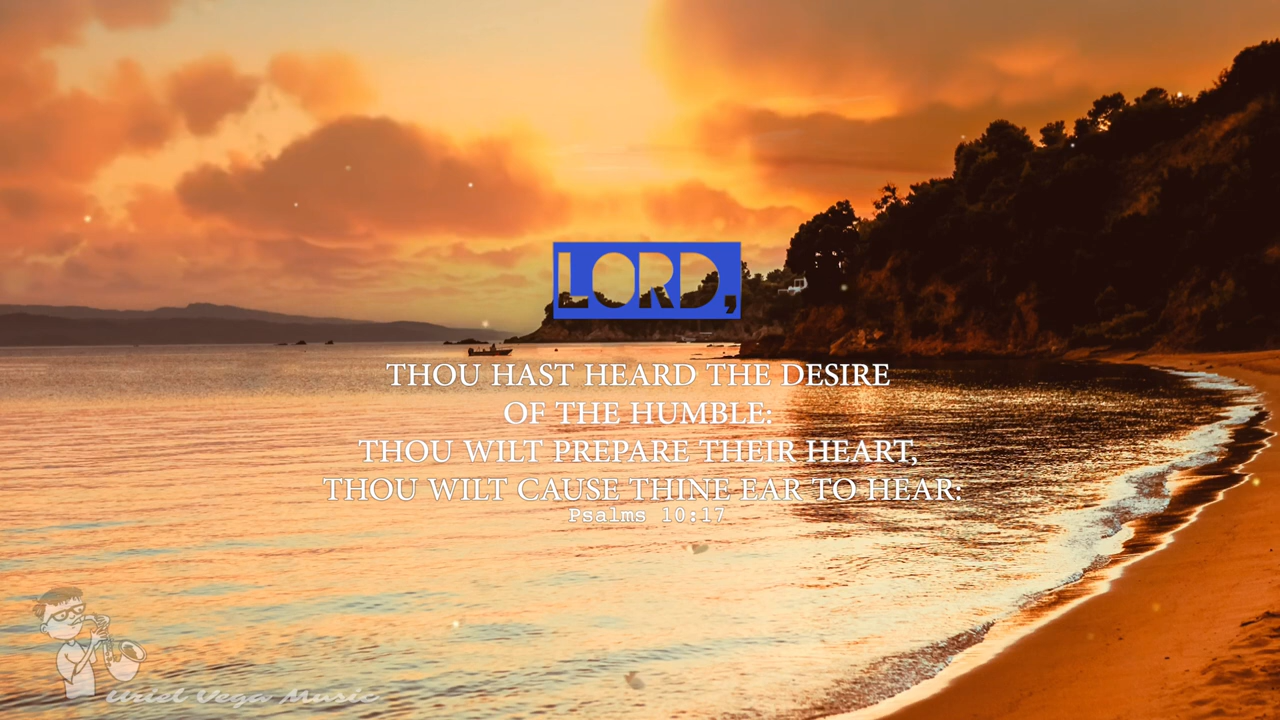 LORD,
THOU HAST HEARD THE DESIRE
OF THE HUMBLE:
THOU WILT PREPARE THEIR HEART,
THOU WILT CAUSE THINE EAR TO HEAR:
Psalms 10:17
Uriel Vega Music